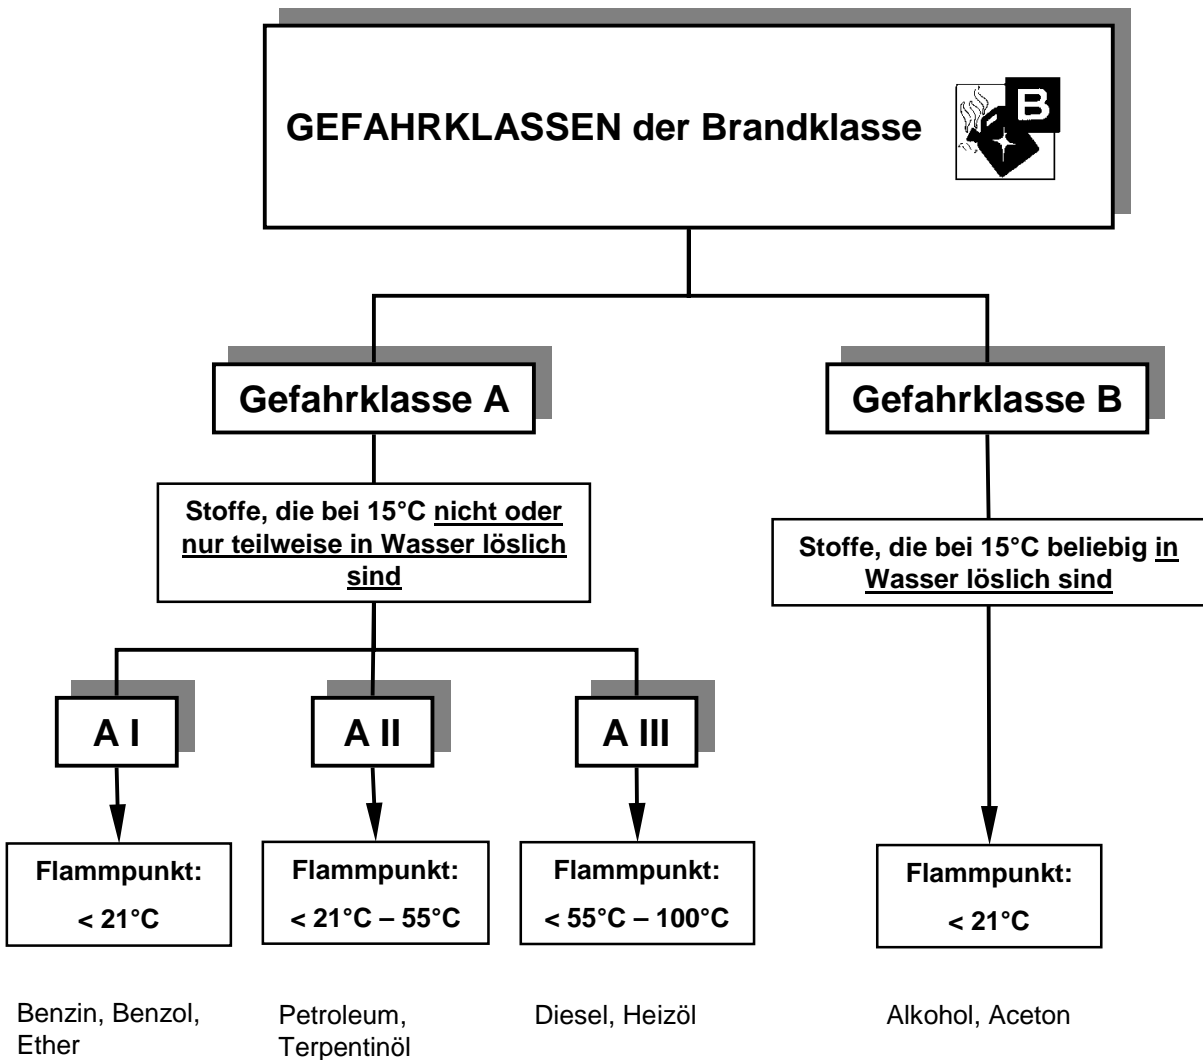 GEFAHRKLASSEN der Brandklasse
B
Gefahrklasse A
Gefahrklasse B
Stoffe, die bei 15°C nicht oder
nur teilweise in Wasser löslich
sind
Stoffe, die bei 15°C beliebig in
Wasser löslich sind
A I
A II
A III
Flammpunkt:
< 21°C
Flammpunkt:
< 21°C – 55°C
Flammpunkt:
< 55°C – 100°C
Flammpunkt:
< 21°C
Benzin, Benzol,
Ether
Petroleum,
Terpentinöl
Diesel, Heizöl
Alkohol, Aceton